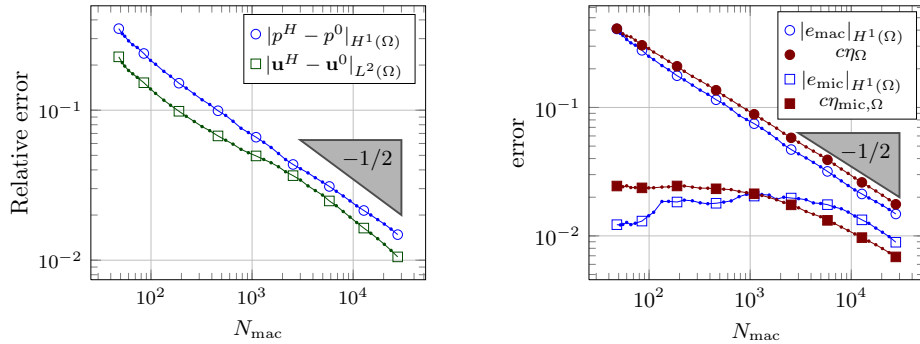 |p^H − p^0|_{H^1(Ω)}
|u^H − u^0|_{L^2(Ω)}
−1/2
10^{−1}
10^{−2}
Relative error
10^2 10^3 10^4
N_mac
|e_mac|_{H^1(Ω)}
cη_Ω
|e_mic|_{H^1(Ω)}
cη_{mic,Ω}
−1/2
10^{−1}
10^{−2}
error
10^2 10^3 10^4
N_mac